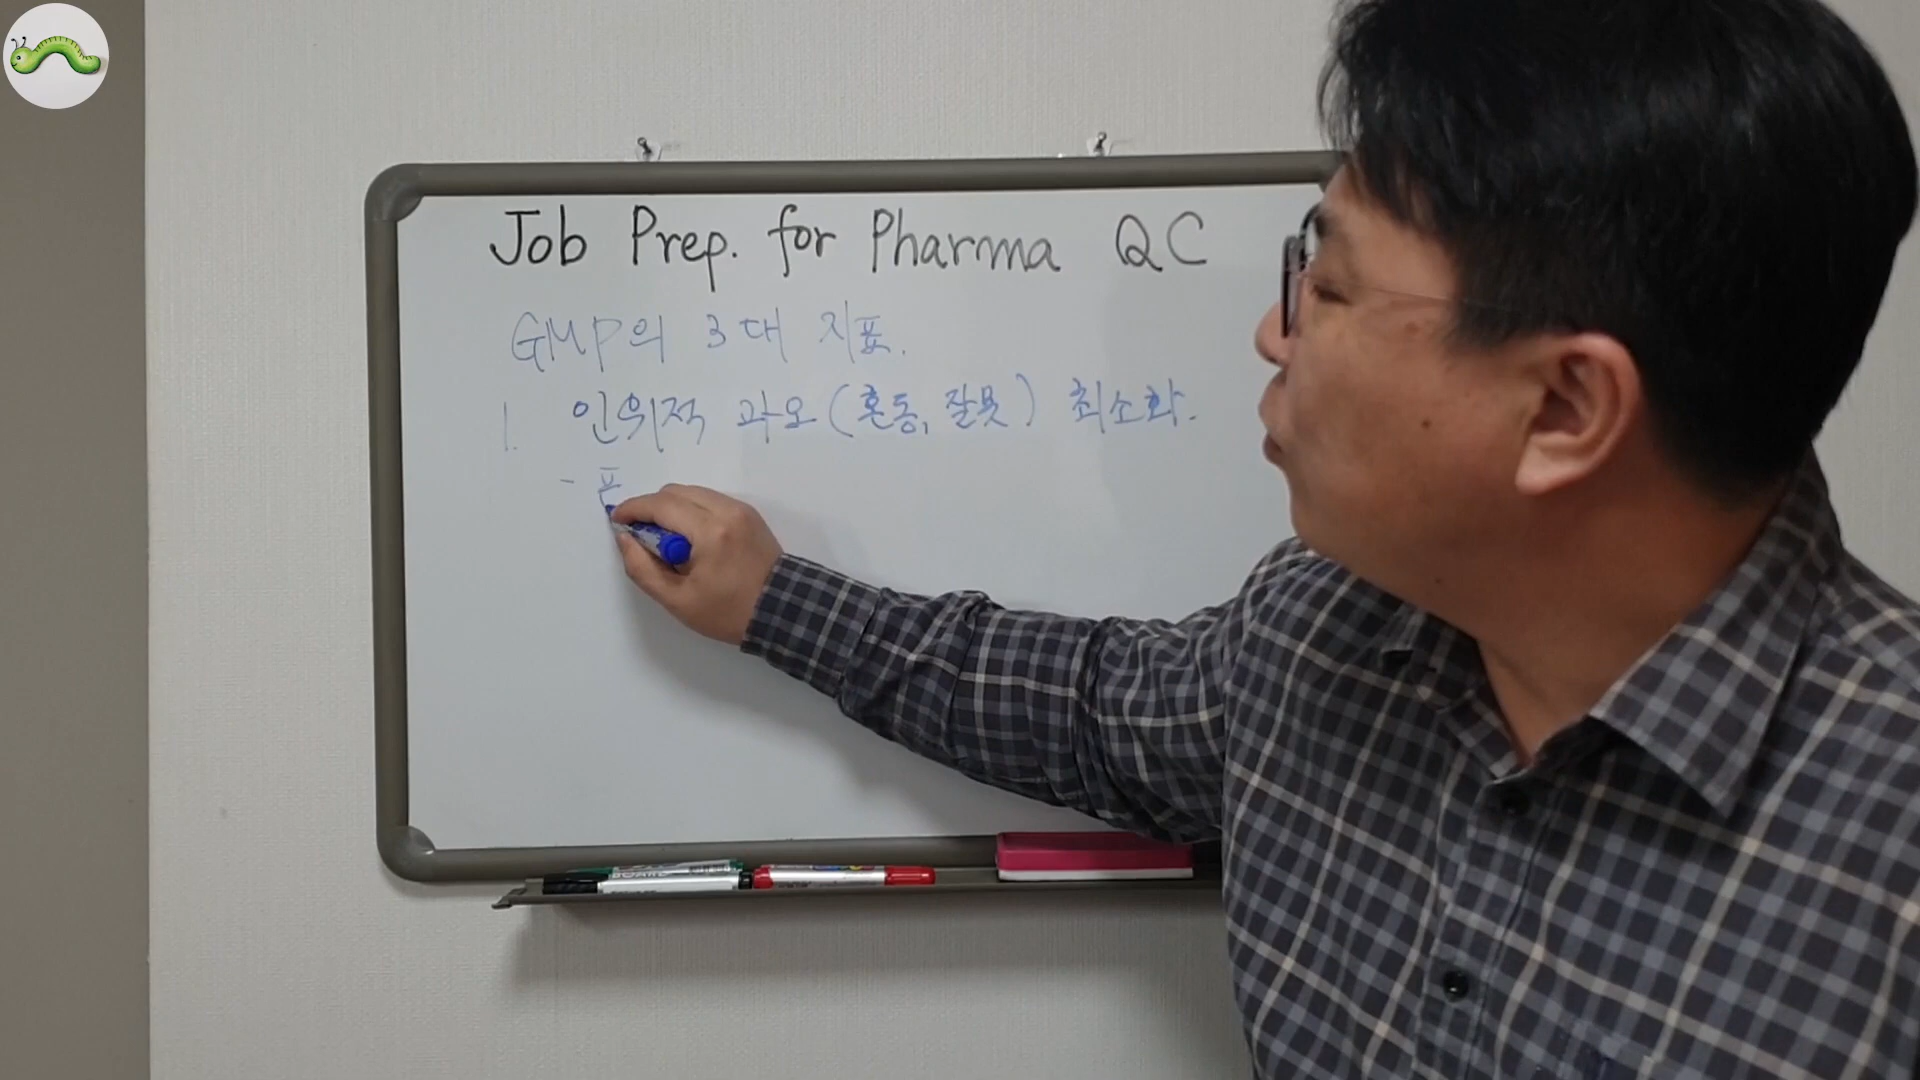 Job Prep. for Pharma QC
GMP의 3대 지표.
1. 인위적 과오(혼동, 잘못) 최소화.
-
BOARD